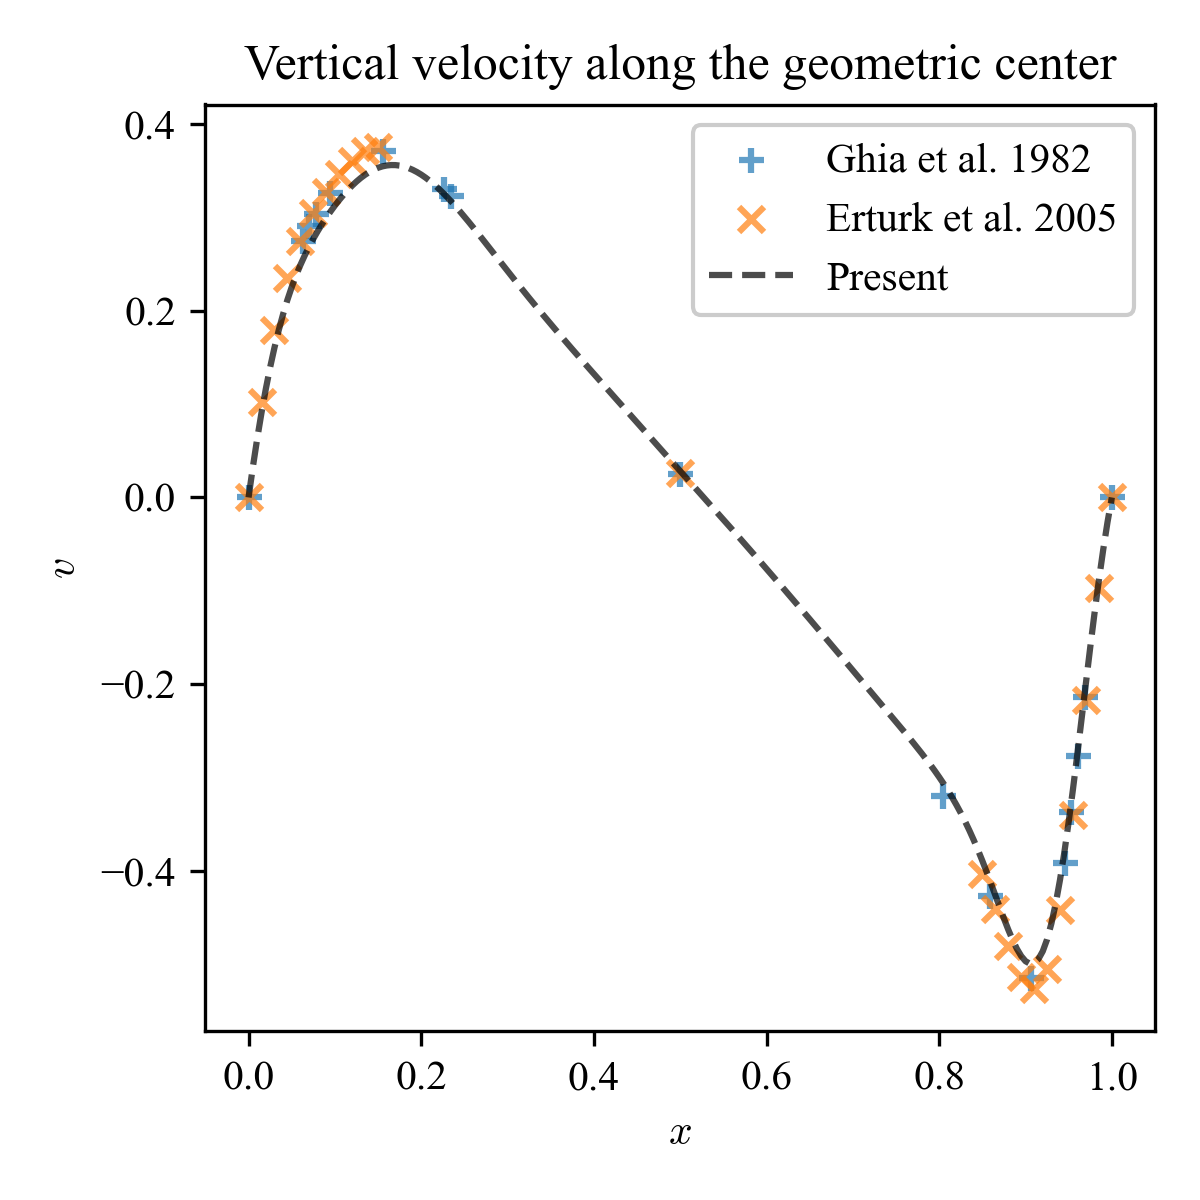 Vertical velocity along the geometric center
0.4
0.2
0.0
−0.2
−0.4
v
Ghia et al. 1982
Erturk et al. 2005
Present
0.0 0.2 0.4 0.6 0.8 1.0
x